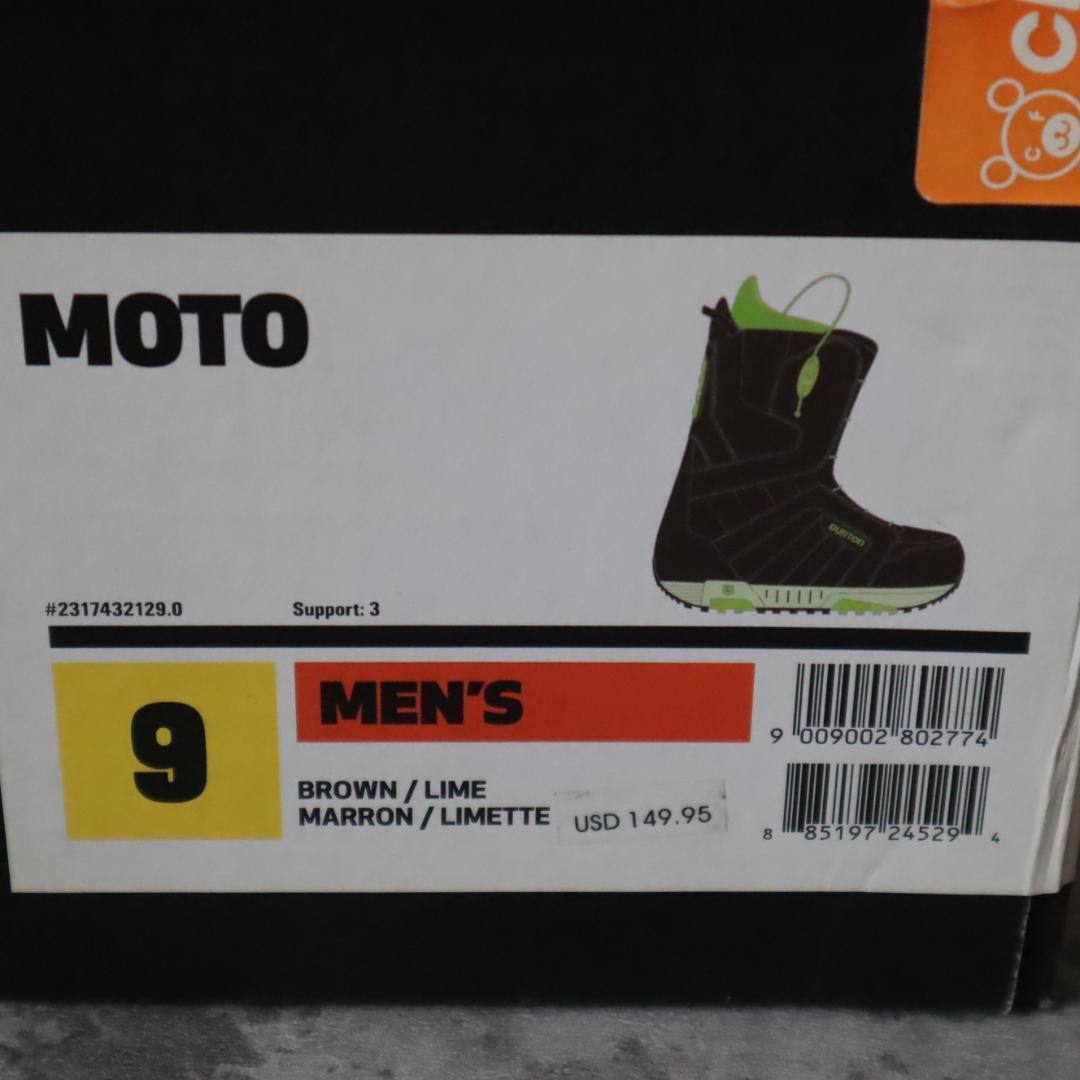 MOTO
BURTON
#2317432129.0
Support: 3
9
MEN'S
BROWN / LIME
MARRON / LIMETTE
USD 149.95
9 009002 802774
8 85197 24529 4